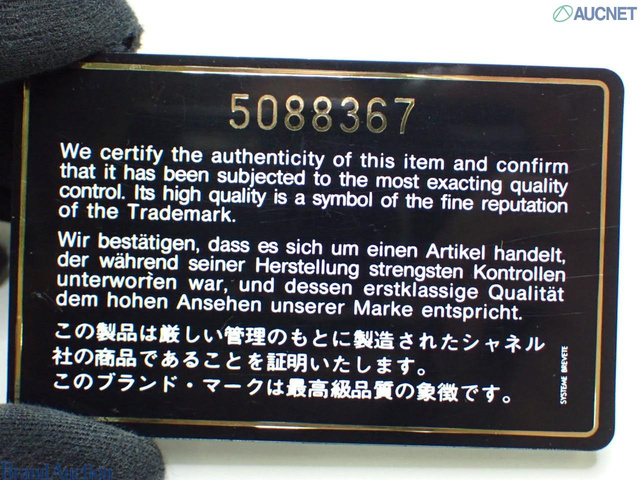 AUCNET
5088367
We certify the authenticity of this item and confirm
that it has been subjected to the most exacting quality
control. Its high quality is a symbol of the fine reputation
of the Trademark.
Wir bestätigen, dass es sich um einen Artikel handelt,
der während seiner Herstellung strengsten Kontrollen
unterworfen war, und dessen erstklassige Qualität
dem hohen Ansehen unserer Marke entspricht.
この製品は厳しい管理のもとに製造されたシャネル
社の商品であることを証明いたします。
このブランド・マークは最高級品質の象徴です。
SYSTEME BREVETE
Brand Auction